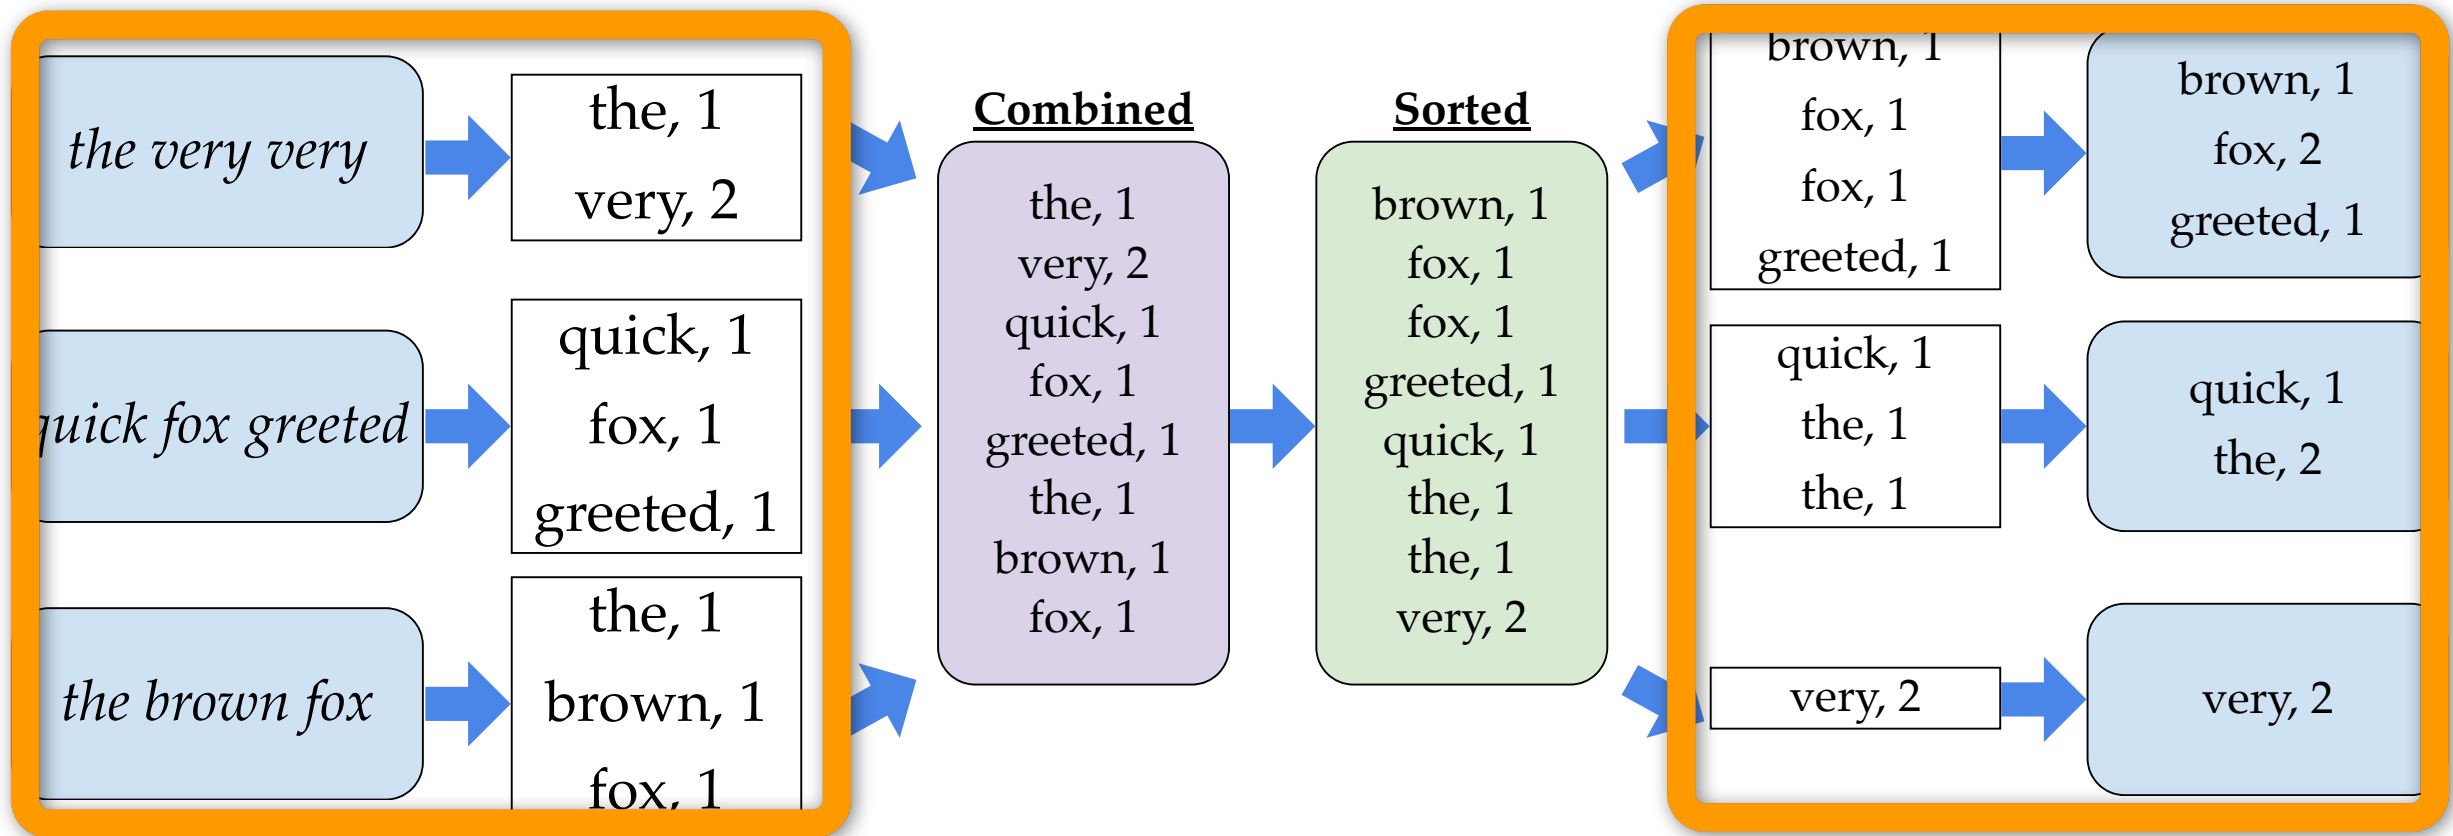 the very very
the, 1
very, 2
quick fox greeted
quick, 1
fox, 1
greeted, 1
the brown fox
the, 1
brown, 1
fox, 1
Combined
the, 1
very, 2
quick, 1
fox, 1
greeted, 1
the, 1
brown, 1
fox, 1
Sorted
brown, 1
fox, 1
fox, 1
greeted, 1
quick, 1
the, 1
the, 1
very, 2
brown, 1
fox, 1
fox, 1
greeted, 1
brown, 1
fox, 2
greeted, 1
quick, 1
the, 1
the, 1
quick, 1
the, 2
very, 2
very, 2